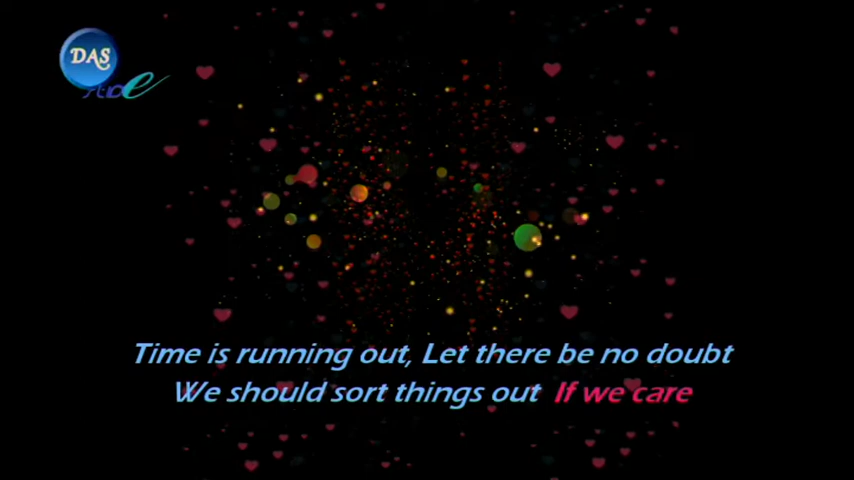 DAS
Time is running out, Let there be no doubt
We should sort things out If we care